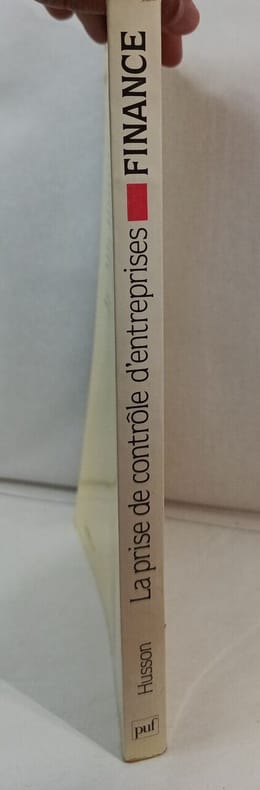 puf
Husson
La prise de contrôle d'entreprises
FINANCE